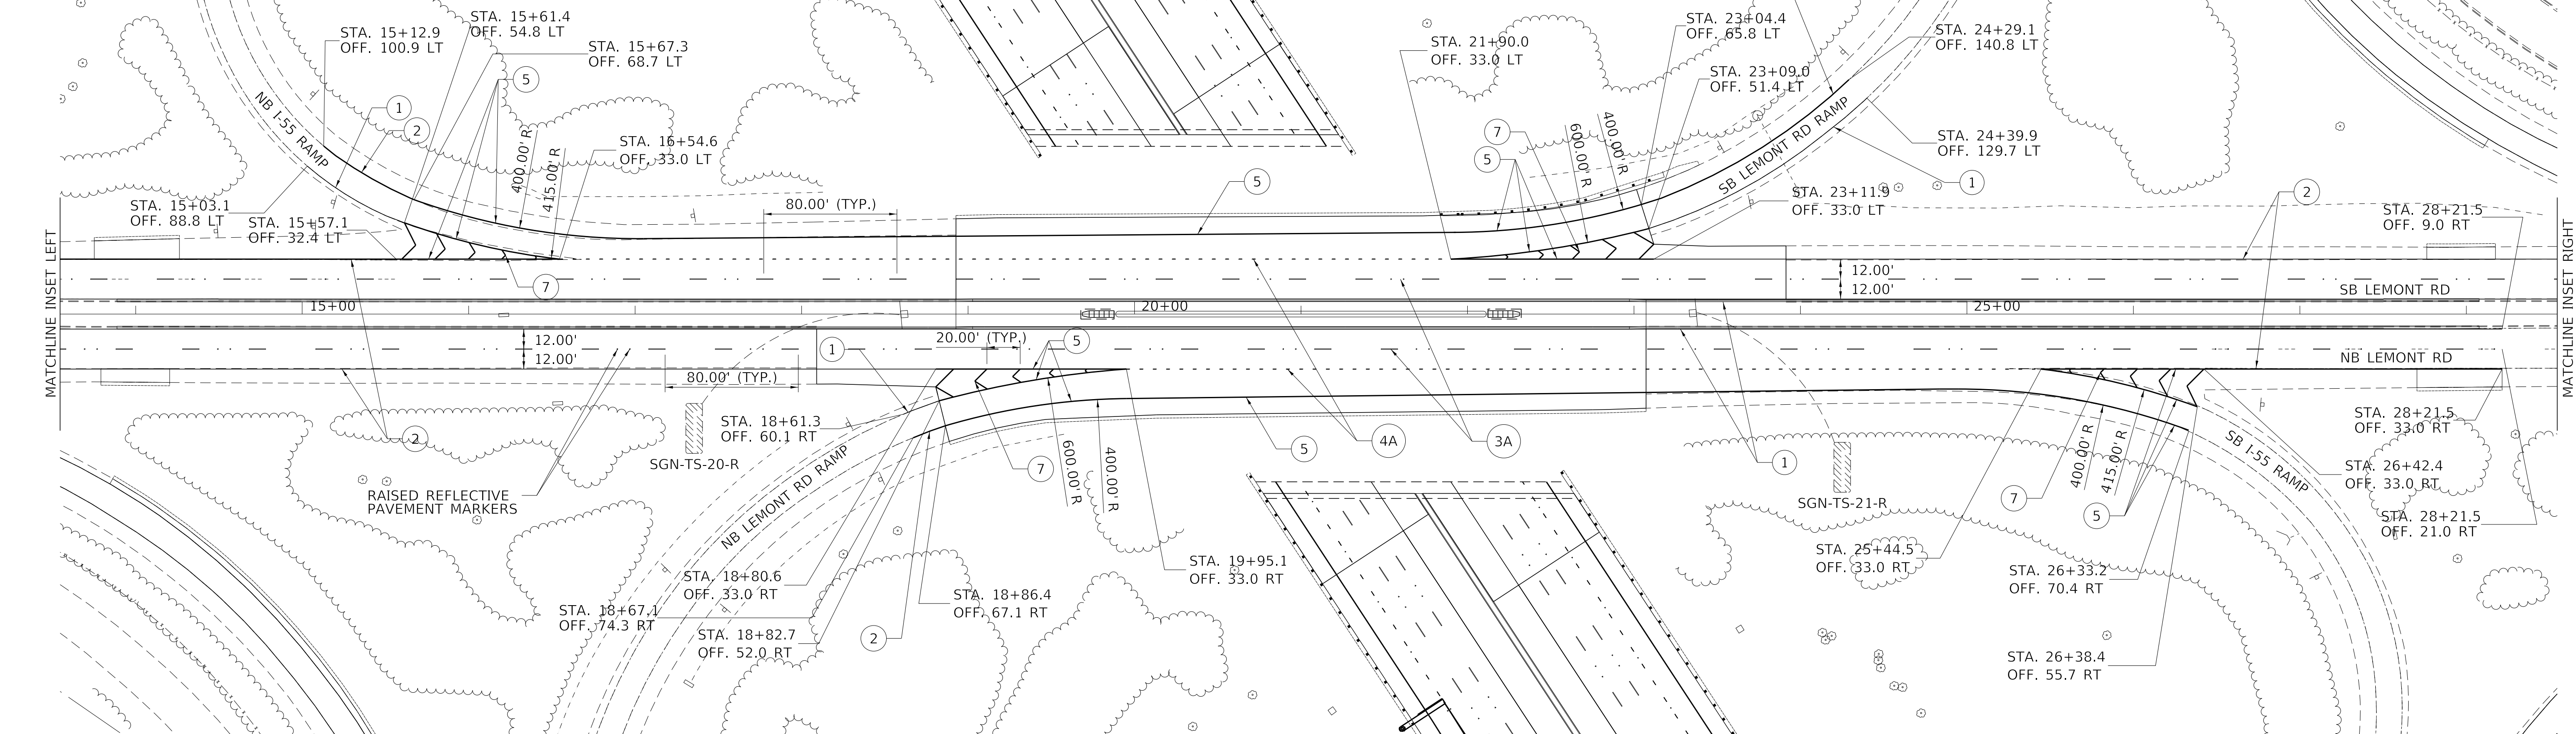 STA. 15+12.9
OFF. 100.9 LT
STA. 15+61.4
OFF. 54.8 LT
STA. 15+67.3
OFF. 68.7 LT
5
1
2
NB I-55 RAMP
400.00' R
415.00' R
STA. 16+54.6
OFF. 33.0 LT
STA. 15+03.1
OFF. 88.8 LT
STA. 15+57.1
OFF. 32.4 LT
7
80.00' (TYP.)
5
STA. 21+90.0
OFF. 33.0 LT
STA. 23+04.4
OFF. 65.8 LT
STA. 23+09.0
OFF. 51.4 LT
STA. 24+29.1
OFF. 140.8 LT
7
5
600.00' R
400.00' R
SB LEMONT RD RAMP
STA. 24+39.9
OFF. 129.7 LT
1
STA. 23+11.9
OFF. 33.0 LT
2
STA. 28+21.5
OFF. 9.0 RT
MATCHLINE INSET LEFT
MATCHLINE INSET RIGHT
12.00'
12.00'
SB LEMONT RD
15+00
20+00
25+00
12.00'
12.00'
1
20.00' (TYP.)
5
NB LEMONT RD
80.00' (TYP.)
2
STA. 18+61.3
OFF. 60.1 RT
SGN-TS-20-R
RAISED REFLECTIVE
PAVEMENT MARKERS
NB LEMONT RD RAMP
7
600.00' R
400.00' R
5
4A
3A
1
SGN-TS-21-R
7
400.00' R
415.00' R
5
SB I-55 RAMP
STA. 28+21.5
OFF. 33.0 RT
STA. 26+42.4
OFF. 33.0 RT
STA. 28+21.5
OFF. 21.0 RT
STA. 18+80.6
OFF. 33.0 RT
STA. 18+67.1
OFF. 74.3 RT
STA. 18+82.7
OFF. 52.0 RT
2
STA. 18+86.4
OFF. 67.1 RT
STA. 19+95.1
OFF. 33.0 RT
STA. 25+44.5
OFF. 33.0 RT
STA. 26+33.2
OFF. 70.4 RT
STA. 26+38.4
OFF. 55.7 RT